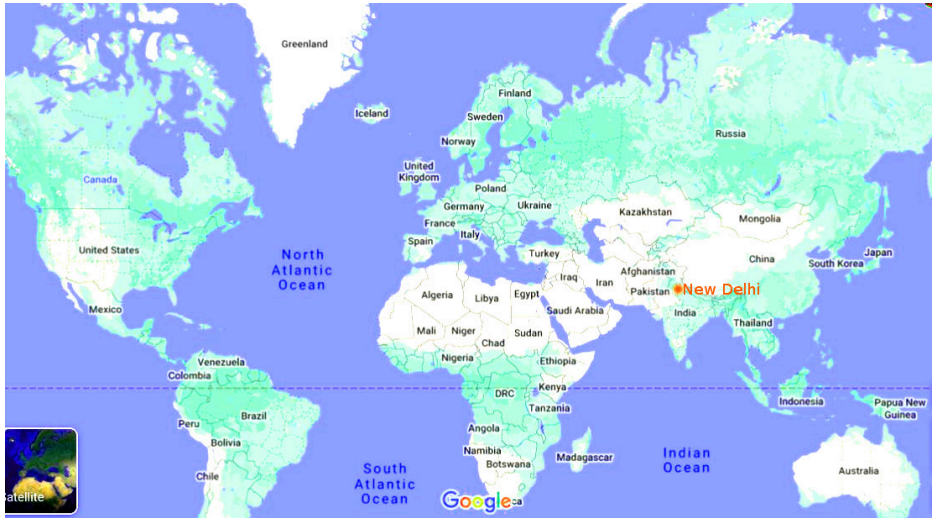 Greenland
Iceland
Finland
Sweden
Norway
Russia
United
Kingdom
Canada
Poland
Germany
Ukraine
France
Italy
Spain
Kazakhstan
Mongolia
United States
North
Atlantic
Ocean
Turkey
China
Japan
South Korea
Iraq
Iran
Afghanistan
Pakistan
New Delhi
Algeria
Libya
Egypt
Saudi Arabia
India
Mexico
Mali
Niger
Chad
Sudan
Thailand
Venezuela
Nigeria
Ethiopia
Colombia
DRC
Kenya
Indonesia
Papua New
Guinea
Tanzania
Peru
Brazil
Angola
Bolivia
Namibia
Botswana
Madagascar
Indian
Ocean
Chile
South
Atlantic
Ocean
Australia
atellite
Google
ca